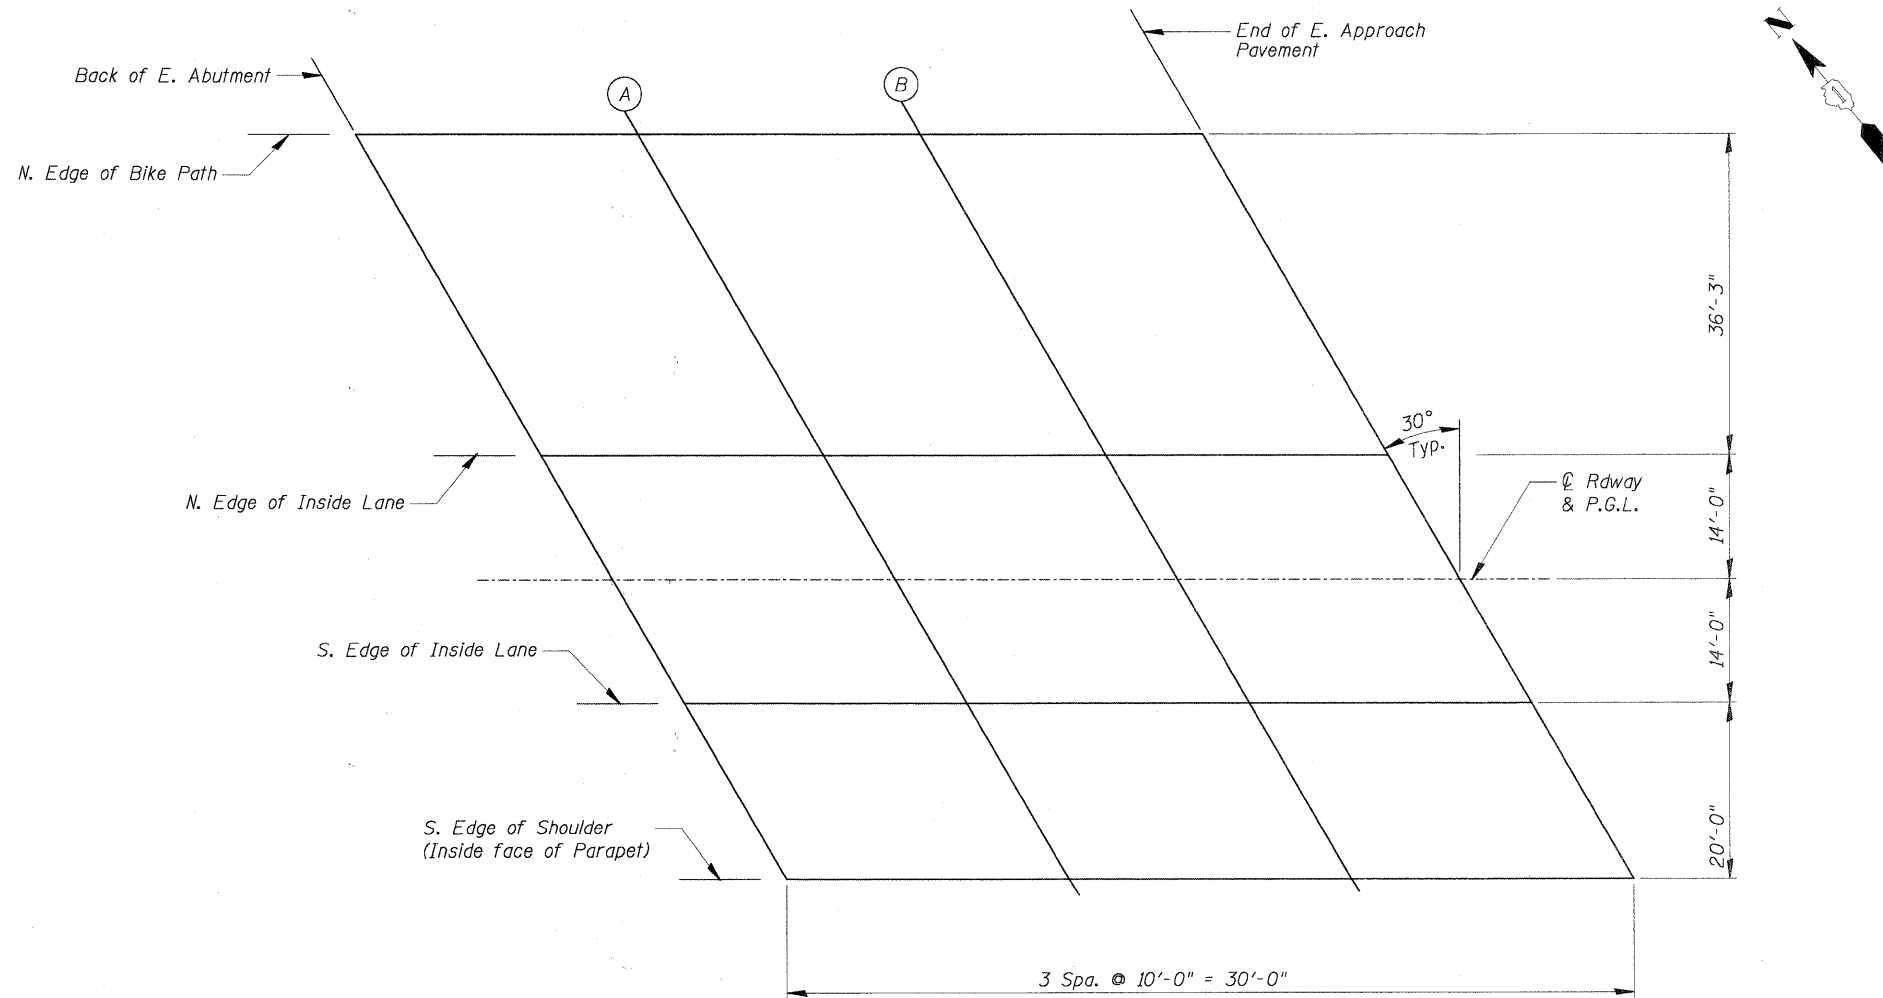 End of E. Approach
Pavement
N
Back of E. Abutment
A
B
N. Edge of Bike Path
36'-3"
30°
Typ.
N. Edge of Inside Lane
℄ Rdway
& P.G.L.
14'-0"
14'-0"
S. Edge of Inside Lane
S. Edge of Shoulder
(Inside face of Parapet)
20'-0"
3 Spa. @ 10'-0" = 30'-0"